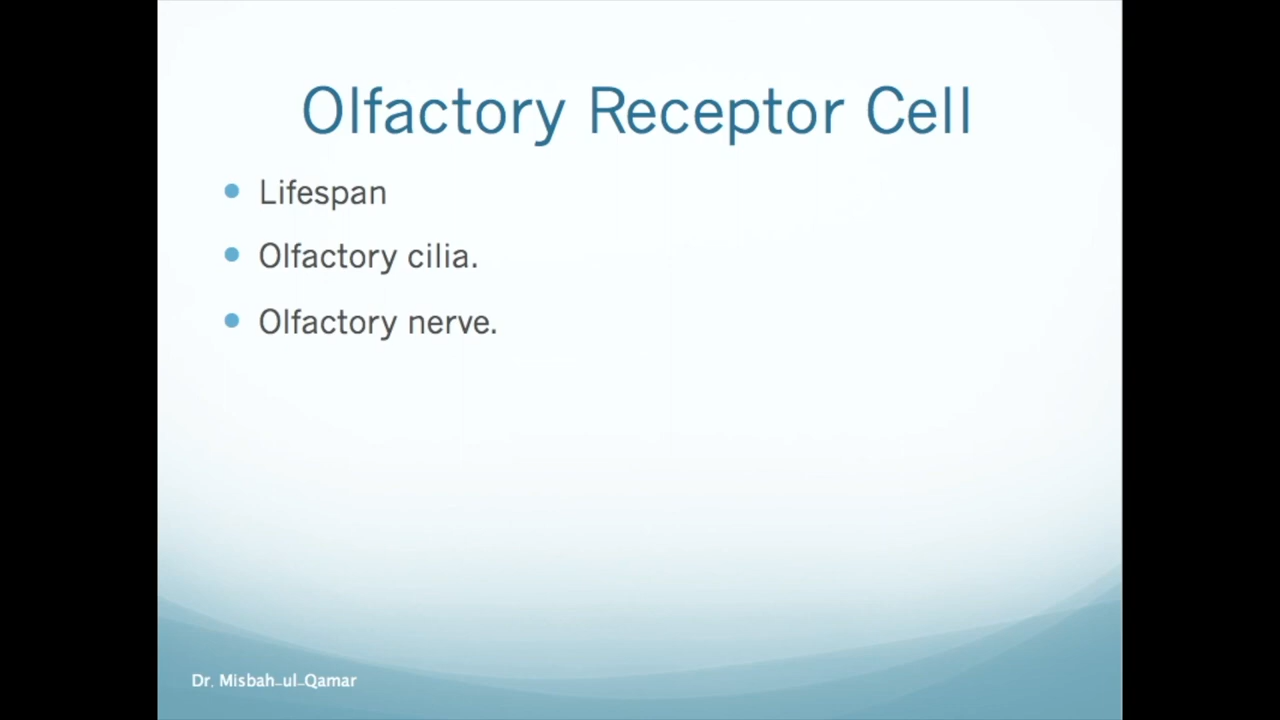 Olfactory Receptor Cell
Lifespan
Olfactory cilia.
Olfactory nerve.
Dr. Misbah-ul-Qamar